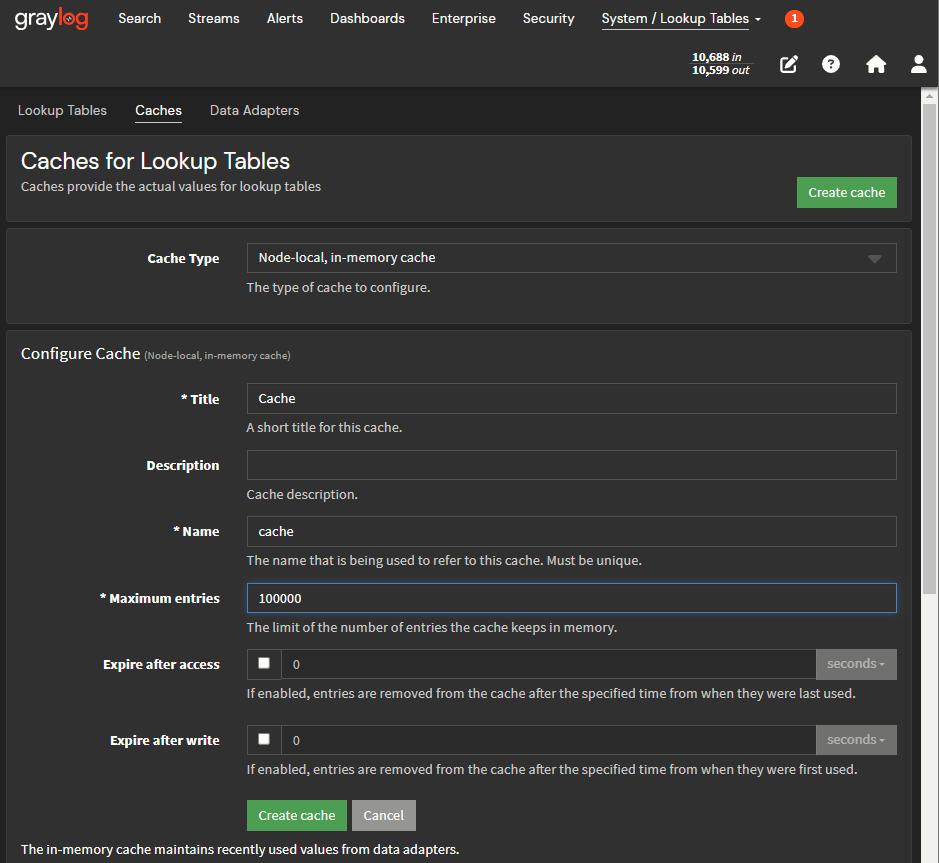 graylog Search Streams Alerts Dashboards Enterprise Security System / Lookup Tables 1
10,688 in
10,599 out
Lookup Tables Caches Data Adapters
Caches for Lookup Tables
Caches provide the actual values for lookup tables
Create cache
Cache Type Node-local, in-memory cache
The type of cache to configure.
Configure Cache (Node-local, in-memory cache)
* Title Cache
A short title for this cache.
Description
Cache description.
* Name cache
The name that is being used to refer to this cache. Must be unique.
* Maximum entries 100000
The limit of the number of entries the cache keeps in memory.
Expire after access 0 seconds
If enabled, entries are removed from the cache after the specified time from when they were last used.
Expire after write 0 seconds
If enabled, entries are removed from the cache after the specified time from when they were first used.
Create cache Cancel
The in-memory cache maintains recently used values from data adapters.